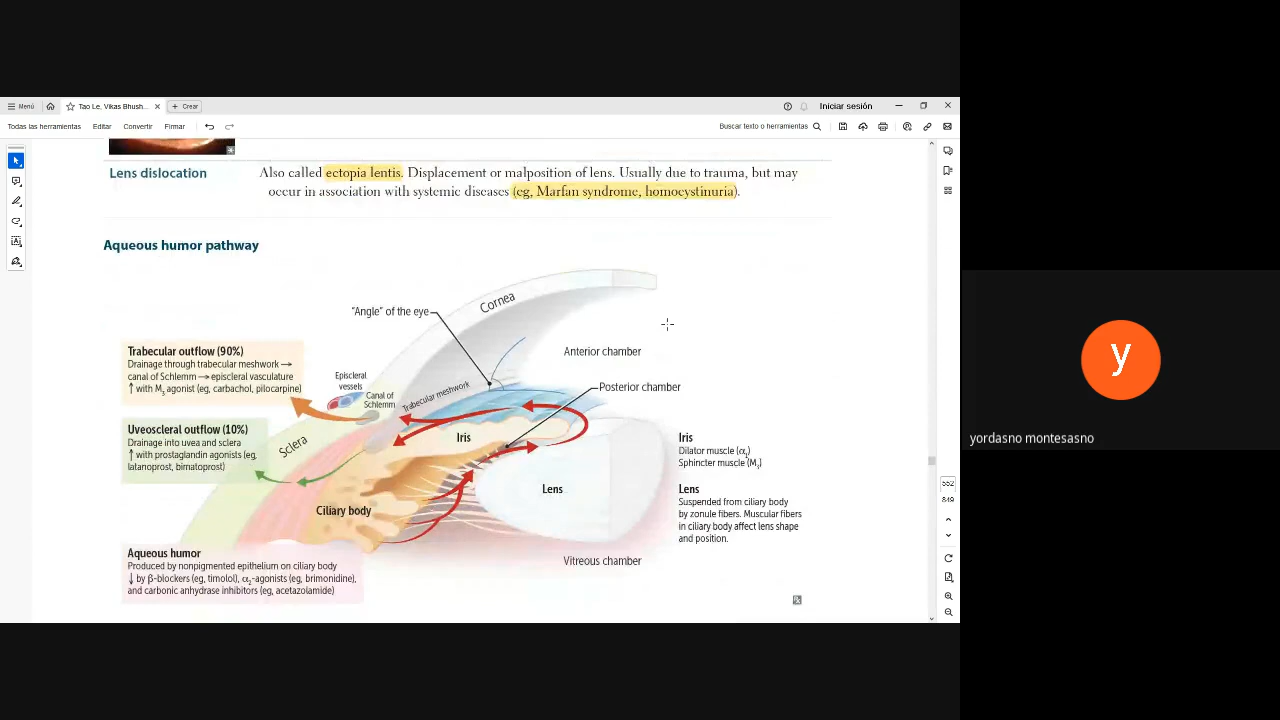 Menú
Tao Le, Vikas Bhush...
Crear
Iniciar sesión
Todas las herramientas
Editar
Convertir
Firmar
Buscar texto o herramientas
Lens dislocation
Also called ectopia lentis. Displacement or malposition of lens. Usually due to trauma, but may
occur in association with systemic diseases (eg, Marfan syndrome, homocystinuria).
Aqueous humor pathway
"Angle" of the eye
Cornea
Anterior chamber
Posterior chamber
Trabecular outflow (90%)
Drainage through trabecular meshwork →
canal of Schlemm → episcleral vasculature
↑ with M3 agonist (eg, carbachol, pilocarpine)
Episcleral
vessels
Canal of
Schlemm
Trabecular meshwork
Uveoscleral outflow (10%)
Drainage into uvea and sclera
↑ with prostaglandin agonists (eg,
latanoprost, bimatoprost)
Sclera
Iris
Lens
Ciliary body
Iris
Dilator muscle (α1)
Sphincter muscle (M3)
Lens
Suspended from ciliary body
by zonule fibers. Muscular fibers
in ciliary body affect lens shape
and position.
Aqueous humor
Produced by nonpigmented epithelium on ciliary body
↓ by β-blockers (eg, timolol), α2-agonists (eg, brimonidine),
and carbonic anhydrase inhibitors (eg, acetazolamide)
Vitreous chamber
552
849
y
yordasno montesasno